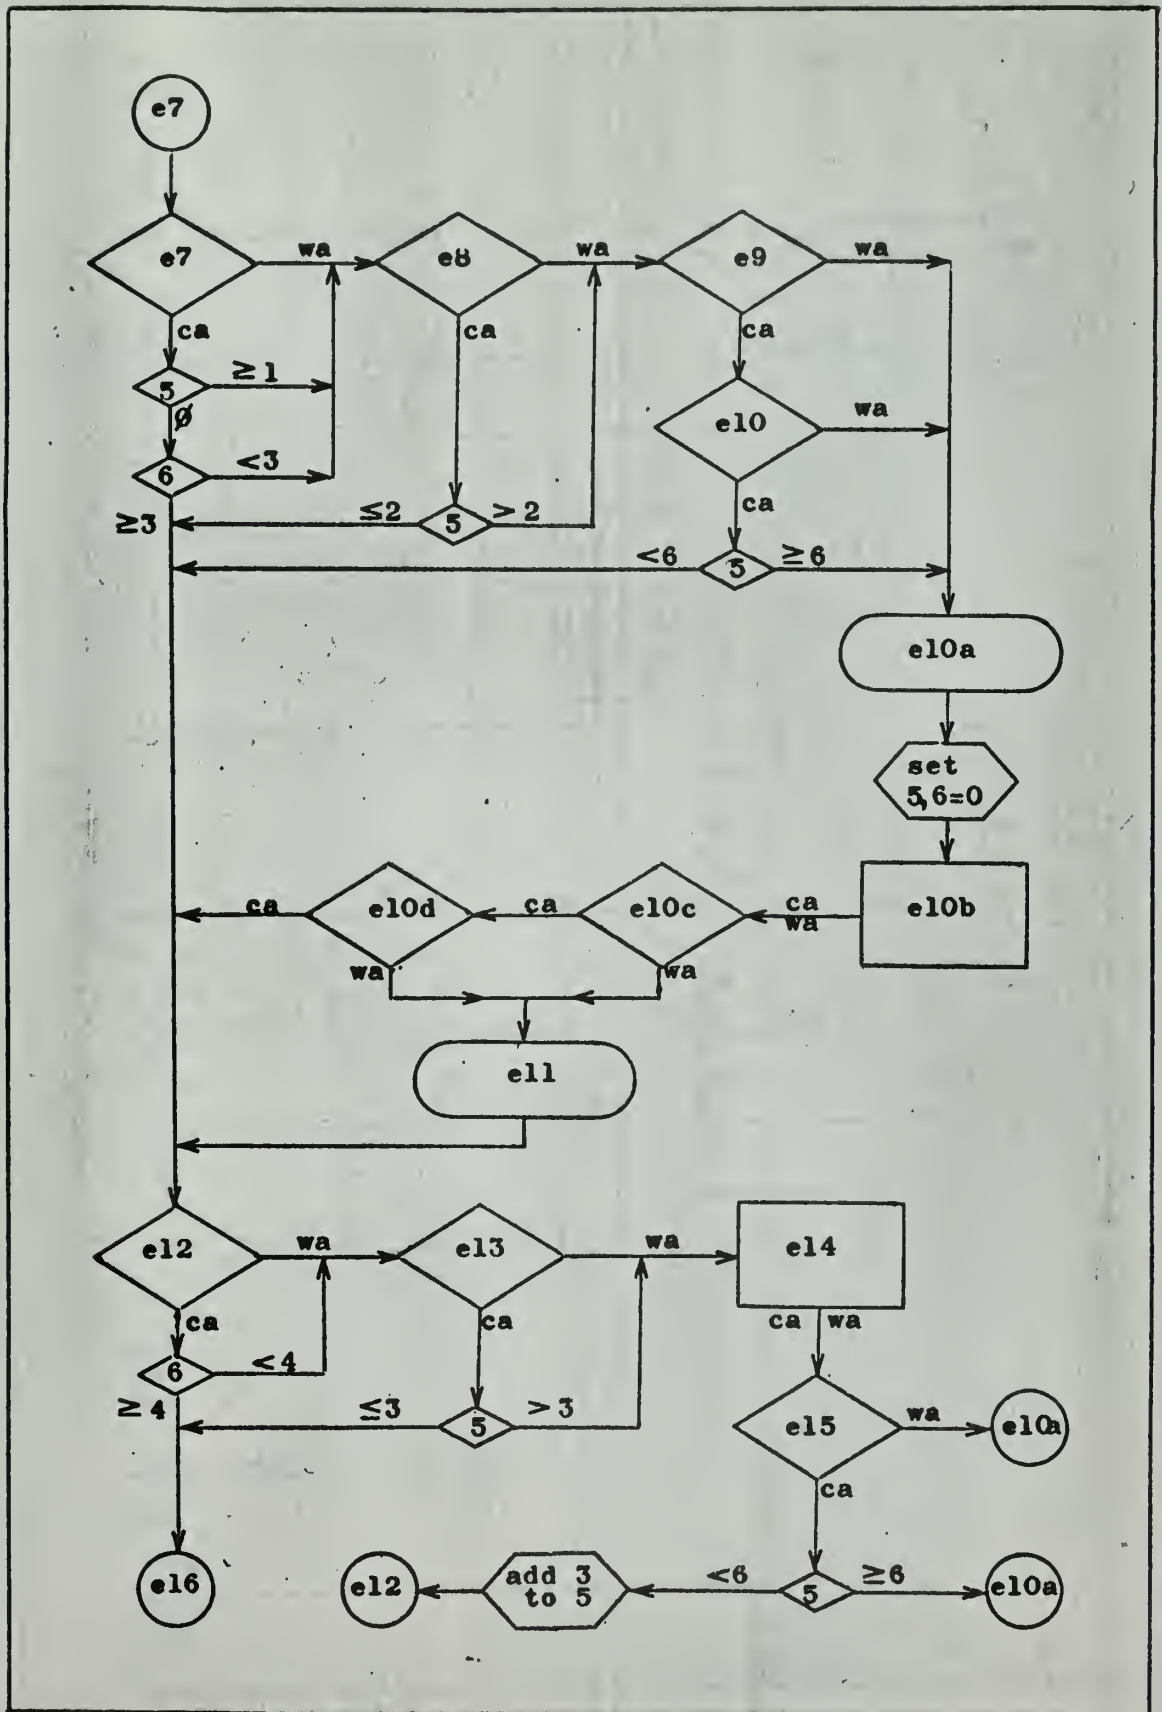 e7
e7 wa e8 wa e9 wa
ca ca ca
5 ≥1
Ø
e10 wa
6 <3
ca
≥3 ≤2 5 >2
<6 5 ≥6
e10a
set
5,6=0
ca e10d ca e10c ca e10b
wa
wa wa
e11
e12 wa e13 wa e14
ca ca ca wa
6 <4
≥4 ≤3 5 >3 e15 wa e10a
ca
e16 e12 add 3 <6 5 ≥6 e10a
to 5